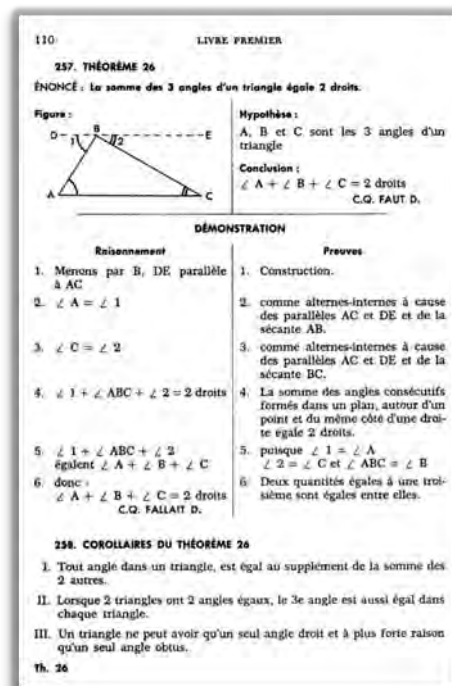 110 LIVRE PREMIER
257. THÉORÈME 26
ÉNONCÉ : La somme des 3 angles d'un triangle égale 2 droits.
Figure :
D B E
1 2
A C
Hypothèse :
A, B et C sont les 3 angles d'un
triangle
Conclusion :
∠ A + ∠ B + ∠ C = 2 droits
C.Q. FAUT D.
DÉMONSTRATION
Raisonnement
Preuves
1. Menons par B, DE parallèle
à AC
1. Construction.
2. ∠ A = ∠ 1
2. comme alternes-internes à cause
des parallèles AC et DE et de la
sécante AB.
3. ∠ C = ∠ 2
3. comme alternes-internes à cause
des parallèles AC et DE et de la
sécante BC.
4. ∠ 1 + ∠ ABC + ∠ 2 = 2 droits
4. La somme des angles consécutifs
formés dans un plan, autour d'un
point et du même côté d'une droi-
te égale 2 droits.
5. ∠ 1 + ∠ ABC + ∠ 2
égalent ∠ A + ∠ B + ∠ C
5. puisque ∠ 1 = ∠ A
∠ 2 = ∠ C et ∠ ABC = ∠ B
6. donc :
∠ A + ∠ B + ∠ C = 2 droits
C.Q. FALLAIT D.
6. Deux quantités égales à une troi-
sième sont égales entre elles.
258. COROLLAIRES DU THÉORÈME 26
I. Tout angle dans un triangle, est égal au supplément de la somme des
2 autres.
II. Lorsque 2 triangles ont 2 angles égaux, le 3e angle est aussi égal dans
chaque triangle.
III. Un triangle ne peut avoir qu'un seul angle droit et à plus forte raison
qu'un seul angle obtus.
Th. 26